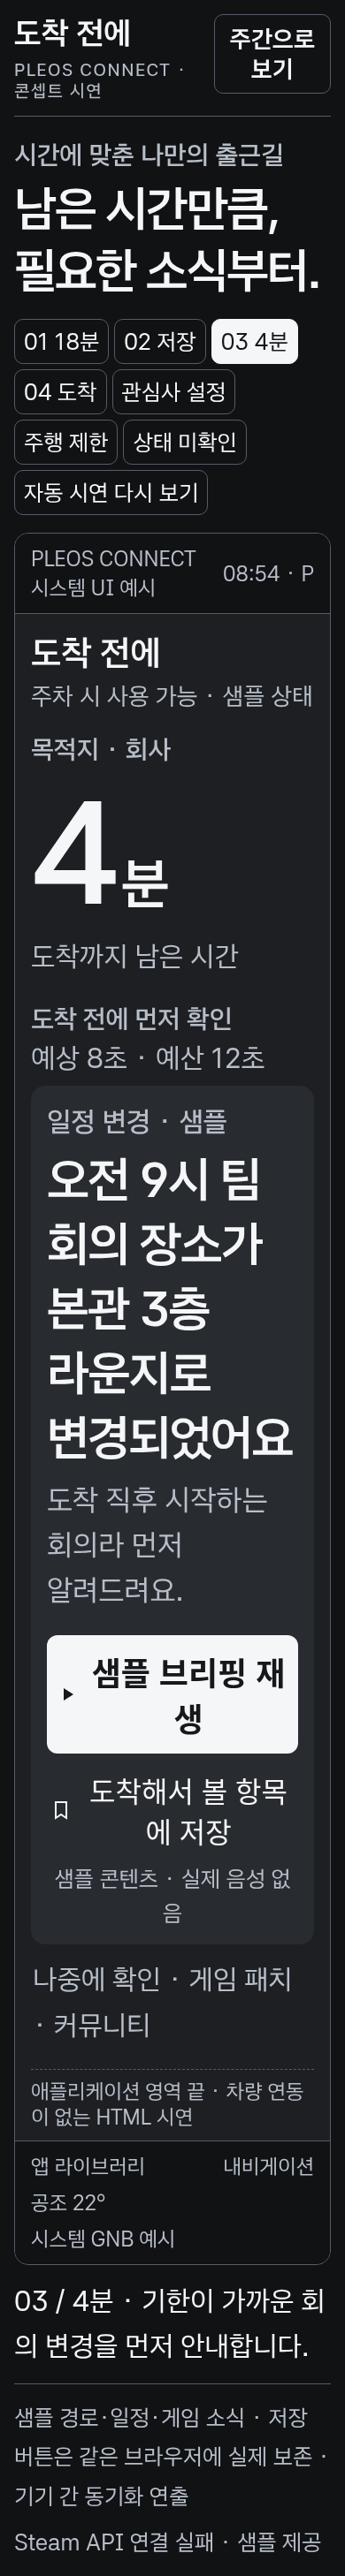 도착 전에
주간으로
보기
PLEOS CONNECT ·
콘셉트 시연
시간에 맞춘 나만의 출근길
남은 시간만큼,
필요한 소식부터.
01 18분
02 저장
03 4분
04 도착
관심사 설정
주행 제한
상태 미확인
자동 시연 다시 보기
PLEOS CONNECT
시스템 UI 예시
08:54 · P
도착 전에
주차 시 사용 가능 · 샘플 상태
목적지 · 회사
4분
도착까지 남은 시간
도착 전에 먼저 확인
예상 8초 · 예산 12초
일정 변경 · 샘플
오전 9시 팀
회의 장소가
본관 3층
라운지로
변경되었어요
도착 직후 시작하는
회의라 먼저
알려드려요.
샘플 브리핑 재
생
도착해서 볼 항목
에 저장
샘플 콘텐츠 · 실제 음성 없
음
나중에 확인 · 게임 패치
· 커뮤니티
애플리케이션 영역 끝 · 차량 연동
이 없는 HTML 시연
앱 라이브러리
내비게이션
공조 22°
시스템 GNB 예시
03 / 4분 · 기한이 가까운 회
의 변경을 먼저 안내합니다.
샘플 경로·일정·게임 소식 · 저장
버튼은 같은 브라우저에 실제 보존 ·
기기 간 동기화 연출
Steam API 연결 실패 · 샘플 제공